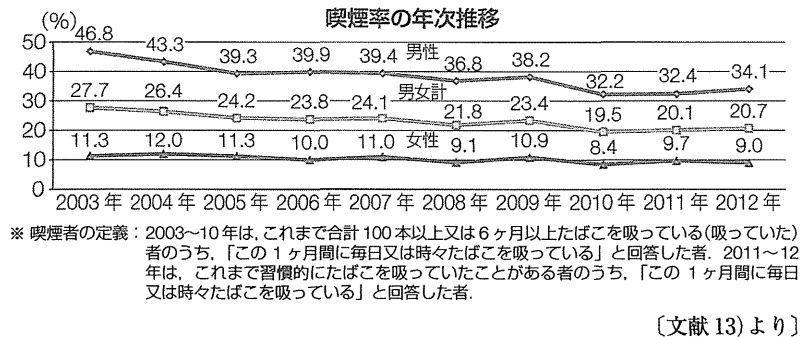 喫煙率の年次推移
(%)
50
40
30
20
10
0
46.8 43.3 39.3 39.9 39.4 36.8 38.2 32.2 32.4 34.1
男性
27.7 26.4 24.2 23.8 24.1 21.8 23.4 19.5 20.1 20.7
男女計
11.3 12.0 11.3 10.0 11.0 9.1 10.9 8.4 9.7 9.0
女性
2003年 2004年 2005年 2006年 2007年 2008年 2009年 2010年 2011年 2012年
※ 喫煙者の定義：2003～10年は，これまで合計100本以上又は6ヶ月以上たばこを吸っている(吸っていた)
者のうち，「この1ヶ月間に毎日又は時々たばこを吸っている」と回答した者．2011～12
年は，これまで習慣的にたばこを吸っていたことがある者のうち，「この1ヶ月間に毎日
又は時々たばこを吸っている」と回答した者．
〔文献13)より〕